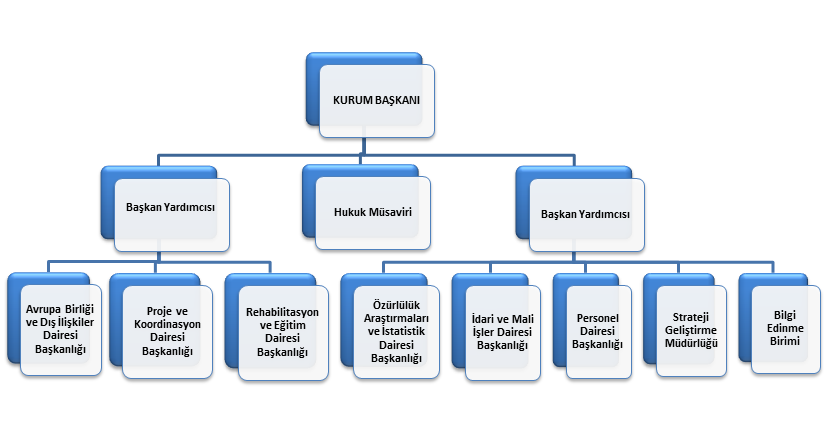 KURUM BAŞKANI
Başkan Yardımcısı
Hukuk Müsaviri
Başkan Yardımcısı
Avrupa Birliği
ve Dış İlişkiler
Dairesi
Başkanlığı
Proje ve
Koordinasyon
Dairesi
Başkanlığı
Rehabilitasyon
ve Eğitim
Dairesi
Başkanlığı
Özürlülük
Araştırmaları
ve İstatistik
Dairesi
Başkanlığı
İdari ve Mali
İşler Dairesi
Başkanlığı
Personel
Dairesi
Başkanlığı
Strateji
Geliştirme
Müdürlüğü
Bilgi
Edinme
Birimi